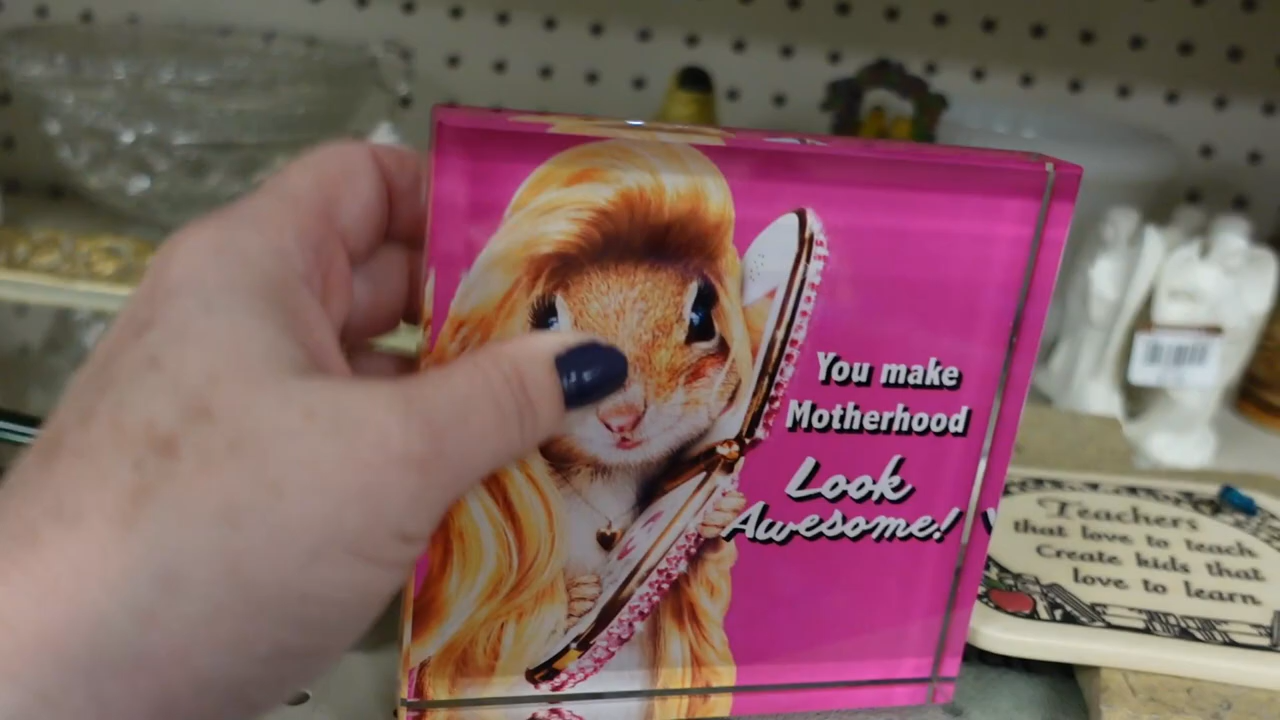 You make
Motherhood
Look
Awesome!
Teachers
that love to teach
Create kids that
love to learn